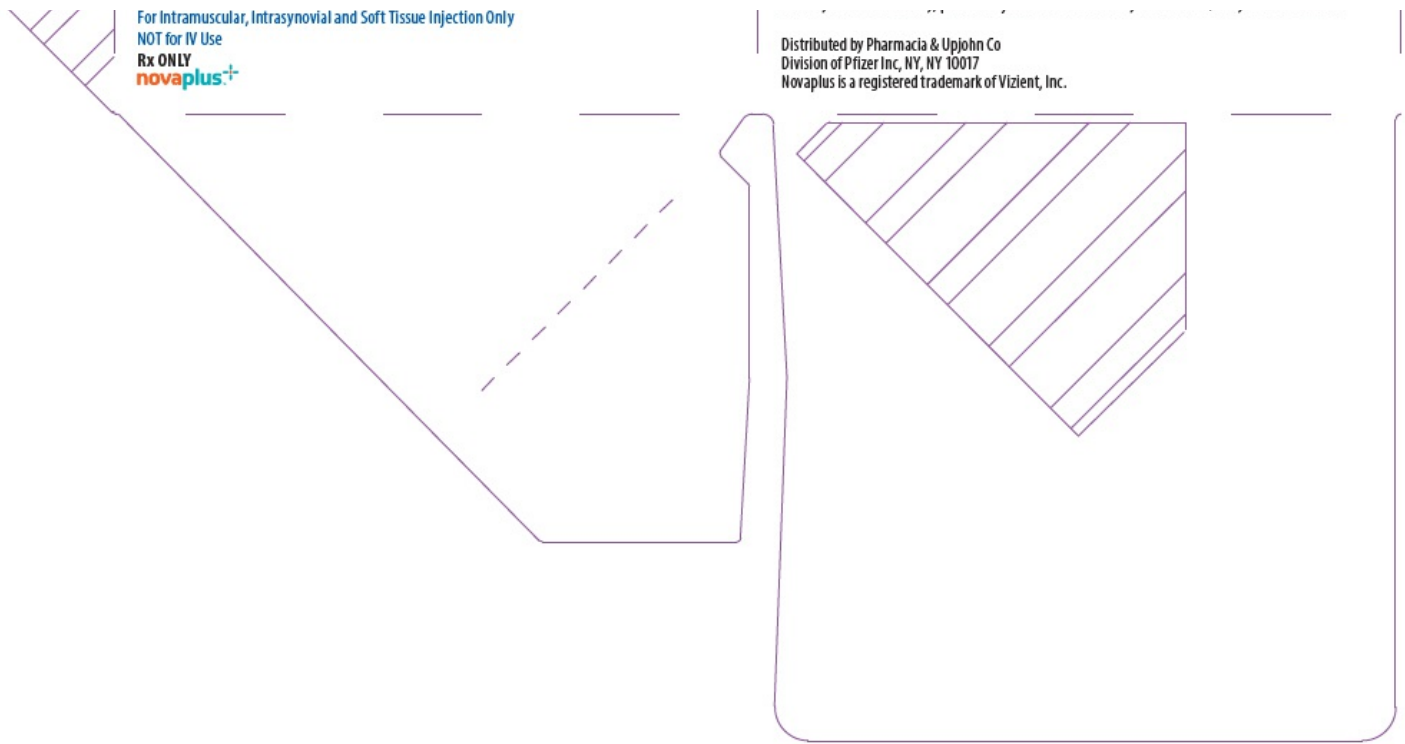 For Intramuscular, Intrasynovial and Soft Tissue Injection Only
NOT for IV Use
Rx ONLY
novaplus
Distributed by Pharmacia & Upjohn Co
Division of Pfizer Inc, NY, NY 10017
Novaplus is a registered trademark of Vizient, Inc.